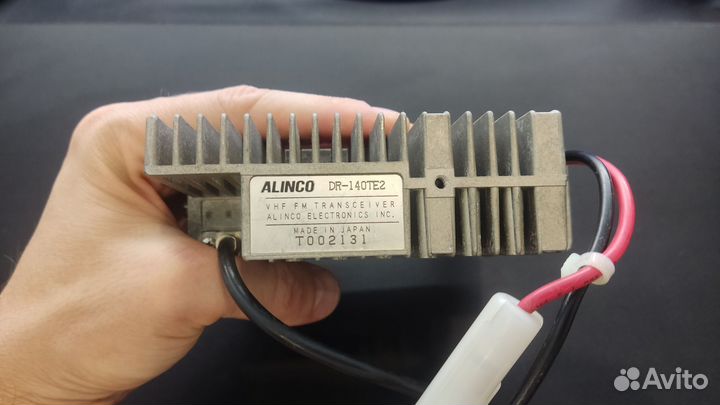 ALINCO DR-140TE2
VHF FM TRANSCEIVER
ALINCO ELECTRONICS INC.
MADE IN JAPAN
T002131
Avito